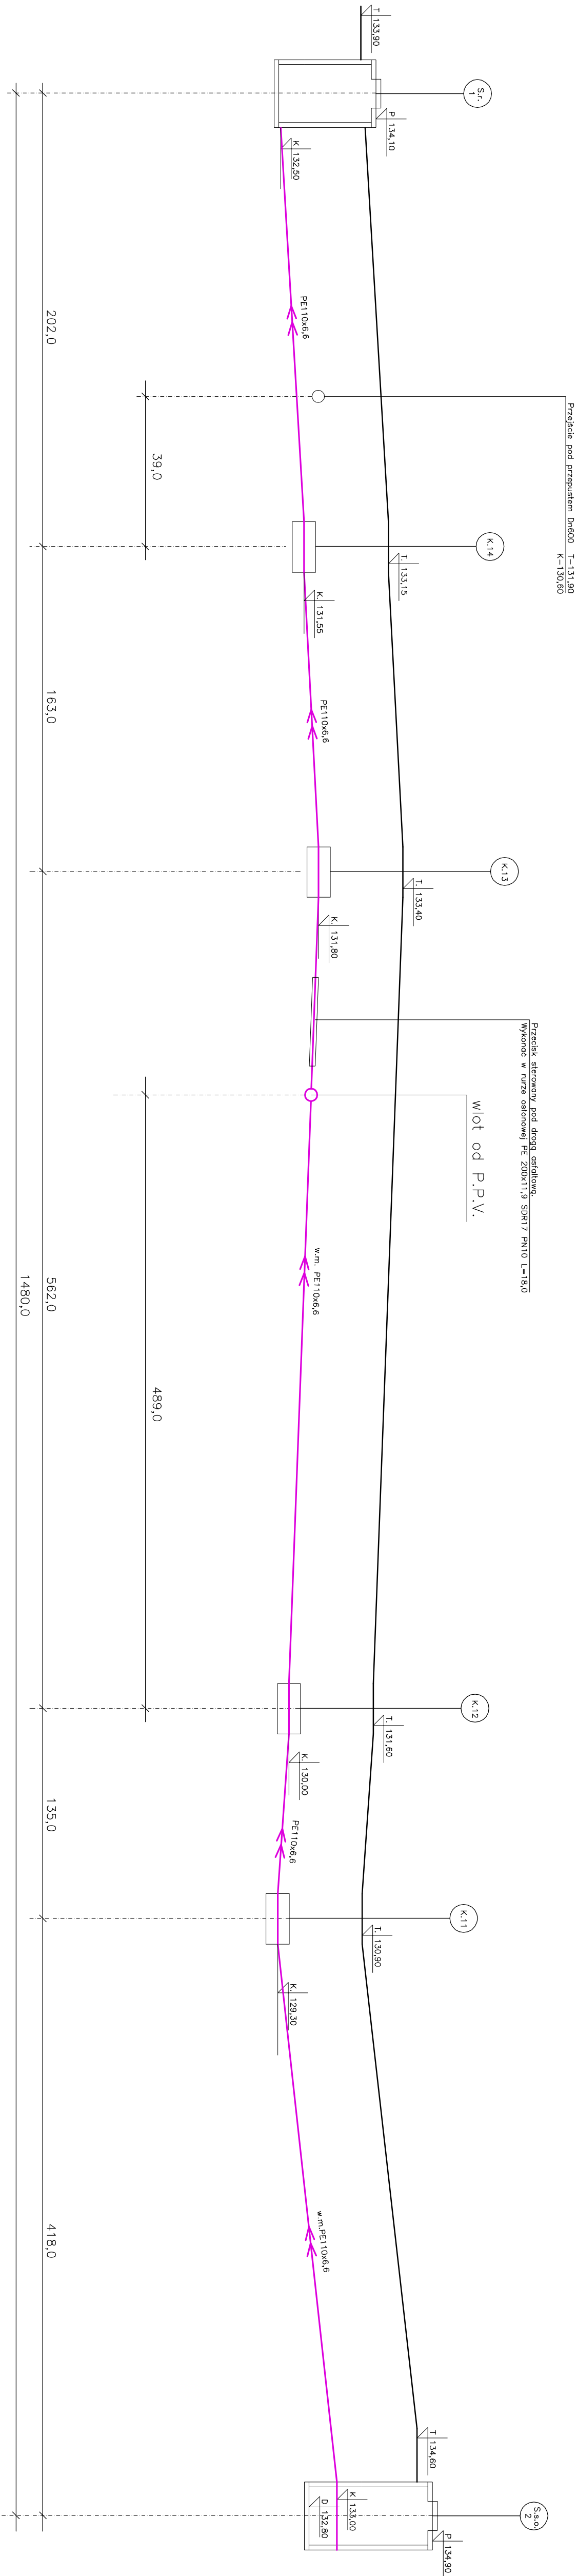 S.r.
1
T 133,90
P 134,10
K 132,50
PE110x6,6
202,0
Przejście pod przepustem Dn600 T-131,90
K-130,60
39,0
K.14
T. 133,15
K. 131,55
PE110x6,6
163,0
K.13
T. 133,40
K. 131,80
Przecisk sterowany pod drogą asfaltową.
Wykonać w rurze osłonowej PE 200x11,9 SDR17 PN10 L=18,0
wlot od P.P.V.
w.m. PE110x6,6
562,0
1480,0
489,0
K.12
T. 131,60
K. 130,00
PE110x6,6
135,0
K.11
T. 130,90
K. 129,30
w.m.PE110x6,6
418,0
T 134,60
S.s.o.
2
P 134,90
K 133,00
D 132,80